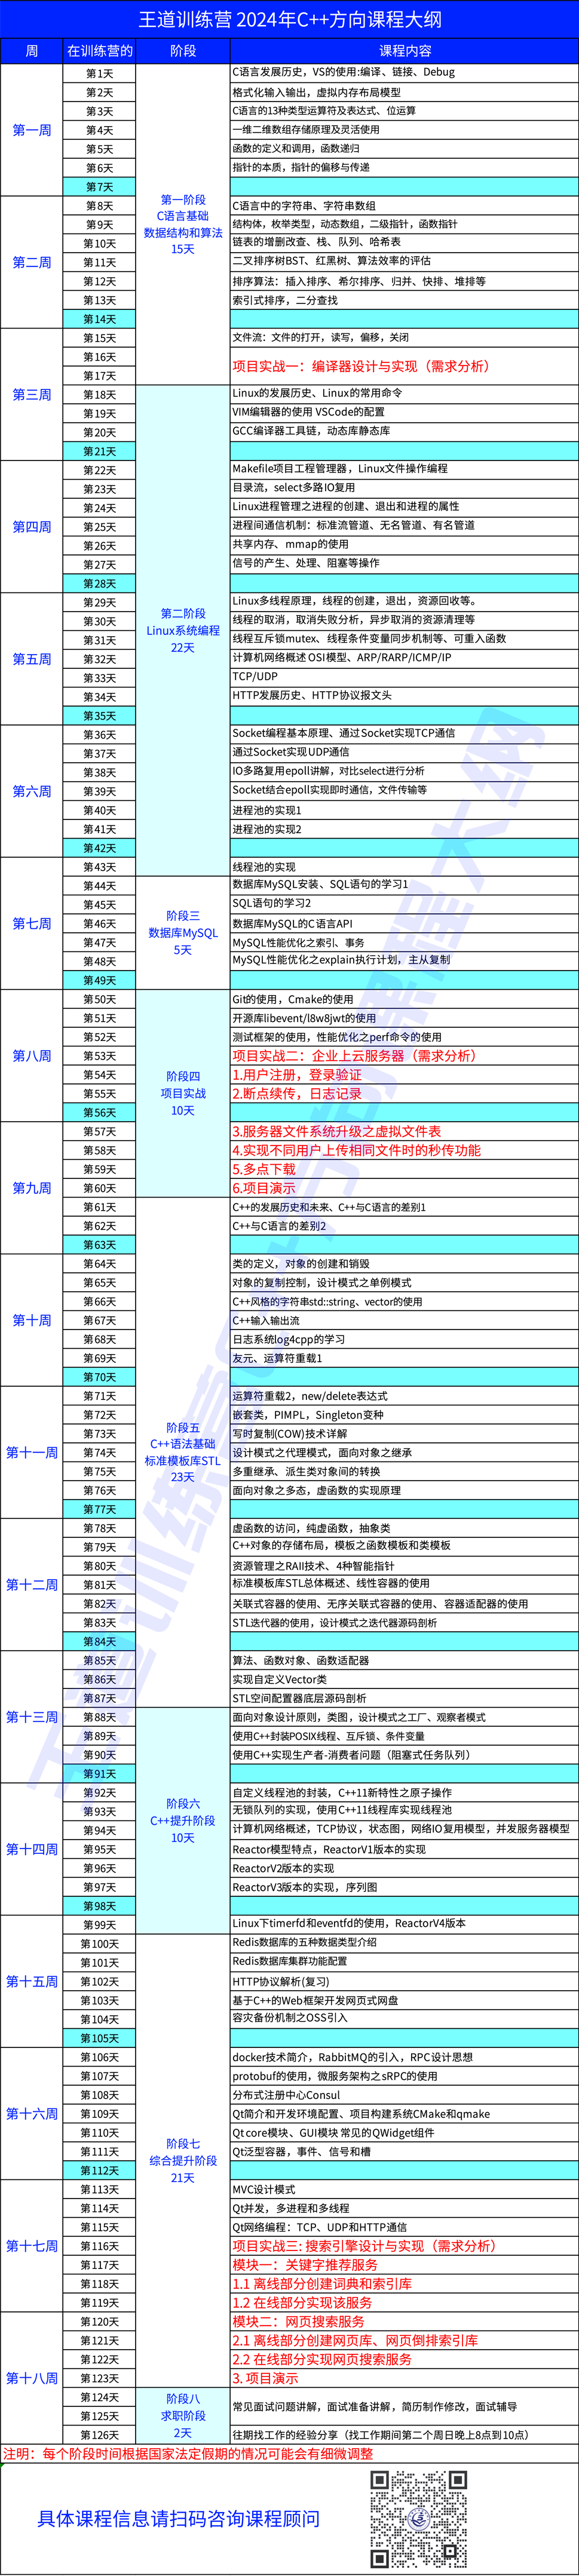 王道训练营 2024年C++方向课程大纲
周 在训练营的 阶段 课程内容
第一周
第1天 C语言发展历史，VS的使用:编译、链接、Debug
第2天 格式化输入输出，虚拟内存布局模型
第3天 C语言的13种类型运算符及表达式、位运算
第4天 一维二维数组存储原理及灵活使用
第5天 函数的定义和调用，函数递归
第6天 指针的本质，指针的偏移与传递
第7天
第一阶段
C语言基础
数据结构和算法
15天
第二周
第8天 C语言中的字符串、字符串数组
第9天 结构体，枚举类型，动态数组，二级指针，函数指针
第10天 链表的增删改查、栈、队列、哈希表
第11天 二叉排序树BST、红黑树、算法效率的评估
第12天 排序算法：插入排序、希尔排序、归并、快排、堆排等
第13天 索引式排序，二分查找
第14天
第三周
第15天 文件流：文件的打开，读写，偏移，关闭
第16天 项目实战一：编译器设计与实现（需求分析）
第17天
第18天 Linux的发展历史、Linux的常用命令
第19天 VIM编辑器的使用 VSCode的配置
第20天 GCC编译器工具链，动态库静态库
第21天
第四周
第22天 Makefile项目工程管理器，Linux文件操作编程
第23天 目录流，select多路IO复用
第24天 Linux进程管理之进程的创建、退出和进程的属性
第25天 进程间通信机制：标准流管道、无名管道、有名管道
第26天 共享内存、mmap的使用
第27天 信号的产生、处理、阻塞等操作
第28天
第二阶段
Linux系统编程
22天
第五周
第29天 Linux多线程原理，线程的创建，退出，资源回收等。
第30天 线程的取消，取消失败分析，异步取消的资源清理等
第31天 线程互斥锁mutex、线程条件变量同步机制等、可重入函数
第32天 计算机网络概述 OSI模型、ARP/RARP/ICMP/IP
第33天 TCP/UDP
第34天 HTTP发展历史、HTTP协议报文头
第35天
第六周
第36天 Socket编程基本原理、通过Socket实现TCP通信
第37天 通过Socket实现UDP通信
第38天 IO多路复用epoll讲解，对比select进行分析
第39天 Socket结合epoll实现即时通信，文件传输等
第40天 进程池的实现1
第41天 进程池的实现2
第42天
第七周
第43天 线程池的实现
第44天 数据库MySQL安装、SQL语句的学习1
第45天 SQL语句的学习2
第46天 数据库MySQL的C语言API
第47天 MySQL性能优化之索引、事务
第48天 MySQL性能优化之explain执行计划，主从复制
第49天
阶段三
数据库MySQL
5天
第八周
第50天 Git的使用，Cmake的使用
第51天 开源库libevent/l8w8jwt的使用
第52天 测试框架的使用，性能优化之perf命令的使用
第53天 项目实战二：企业上云服务器（需求分析）
第54天 1.用户注册，登录验证
第55天 2.断点续传，日志记录
第56天
阶段四
项目实战
10天
第九周
第57天 3.服务器文件系统升级之虚拟文件表
第58天 4.实现不同用户上传相同文件时的秒传功能
第59天 5.多点下载
第60天 6.项目演示
第61天 C++的发展历史和未来、C++与C语言的差别1
第62天 C++与C语言的差别2
第63天
第十周
第64天 类的定义，对象的创建和销毁
第65天 对象的复制控制，设计模式之单例模式
第66天 C++风格的字符串std::string、vector的使用
第67天 C++输入输出流
第68天 日志系统log4cpp的学习
第69天 友元、运算符重载1
第70天
第十一周
第71天 运算符重载2，new/delete表达式
第72天 嵌套类，PIMPL，Singleton变种
第73天 写时复制(COW)技术详解
第74天 设计模式之代理模式，面向对象之继承
第75天 多重继承、派生类对象间的转换
第76天 面向对象之多态，虚函数的实现原理
第77天
阶段五
C++语法基础
标准模板库STL
23天
第十二周
第78天 虚函数的访问，纯虚函数，抽象类
第79天 C++对象的存储布局，模板之函数模板和类模板
第80天 资源管理之RAII技术、4种智能指针
第81天 标准模板库STL总体概述、线性容器的使用
第82天 关联式容器的使用、无序关联式容器的使用、容器适配器的使用
第83天 STL迭代器的使用，设计模式之迭代器源码剖析
第84天
第十三周
第85天 算法、函数对象、函数适配器
第86天 实现自定义Vector类
第87天 STL空间配置器底层源码剖析
第88天 面向对象设计原则，类图，设计模式之工厂、观察者模式
第89天 使用C++封装POSIX线程、互斥锁、条件变量
第90天 使用C++实现生产者-消费者问题（阻塞式任务队列）
第91天
第十四周
第92天 自定义线程池的封装，C++11新特性之原子操作
第93天 无锁队列的实现，使用C++11线程库实现线程池
第94天 计算机网络概述，TCP协议，状态图，网络IO复用模型，并发服务器模型
第95天 Reactor模型特点，ReactorV1版本的实现
第96天 ReactorV2版本的实现
第97天 ReactorV3版本的实现，序列图
第98天
阶段六
C++提升阶段
10天
第十五周
第99天 Linux下timerfd和eventfd的使用，ReactorV4版本
第100天 Redis数据库的五种数据类型介绍
第101天 Redis数据库集群功能配置
第102天 HTTP协议解析(复习)
第103天 基于C++的Web框架开发网页式网盘
第104天 容灾备份机制之OSS引入
第105天
第十六周
第106天 docker技术简介，RabbitMQ的引入，RPC设计思想
第107天 protobuf的使用，微服务架构之sRPC的使用
第108天 分布式注册中心Consul
第109天 Qt简介和开发环境配置、项目构建系统CMake和qmake
第110天 Qt core模块、GUI模块 常见的QWidget组件
第111天 Qt泛型容器，事件、信号和槽
第112天
阶段七
综合提升阶段
21天
第十七周
第113天 MVC设计模式
第114天 Qt并发，多进程和多线程
第115天 Qt网络编程：TCP、UDP和HTTP通信
第116天 项目实战三: 搜索引擎设计与实现（需求分析）
第117天 模块一：关键字推荐服务
第118天 1.1 离线部分创建词典和索引库
第119天 1.2 在线部分实现该服务
第十八周
第120天 模块二：网页搜索服务
第121天 2.1 离线部分创建网页库、网页倒排索引库
第122天 2.2 在线部分实现网页搜索服务
第123天 3. 项目演示
第124天 常见面试问题讲解，面试准备讲解，简历制作修改，面试辅导
第125天
第126天 往期找工作的经验分享（找工作期间第二个周日晚上8点到10点）
阶段八
求职阶段
2天
注明：每个阶段时间根据国家法定假期的情况可能会有细微调整
具体课程信息请扫码咨询课程顾问